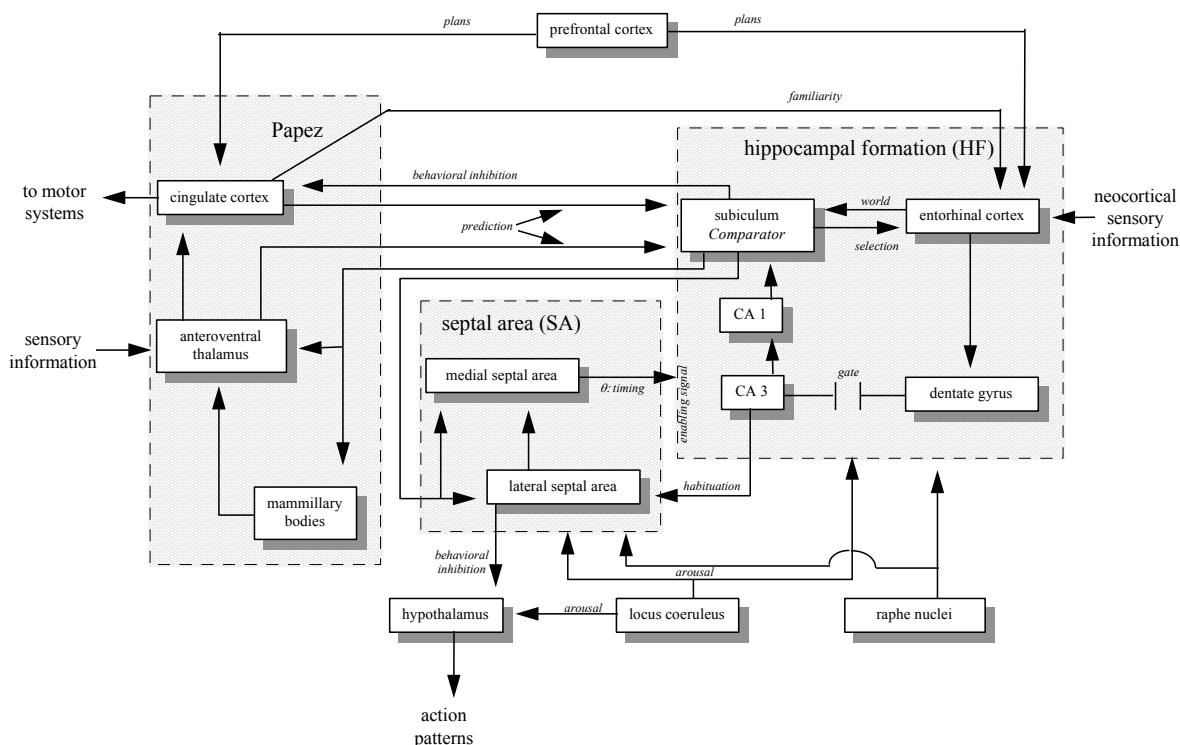 plans
prefrontal cortex
plans
familiarity
Papez
hippocampal formation (HF)
to motor
systems
cingulate cortex
behavioral inhibition
prediction
subiculum
Comparator
world
selection
entorhinal cortex
neocortical
sensory
information
CA 1
sensory
information
anteroventral
thalamus
septal area (SA)
medial septal area
θ: timing
enabling signal
CA 3
gate
dentate gyrus
mammillary
bodies
lateral septal area
habituation
behavioral
inhibition
arousal
hypothalamus
arousal
locus coeruleus
raphe nuclei
action
patterns